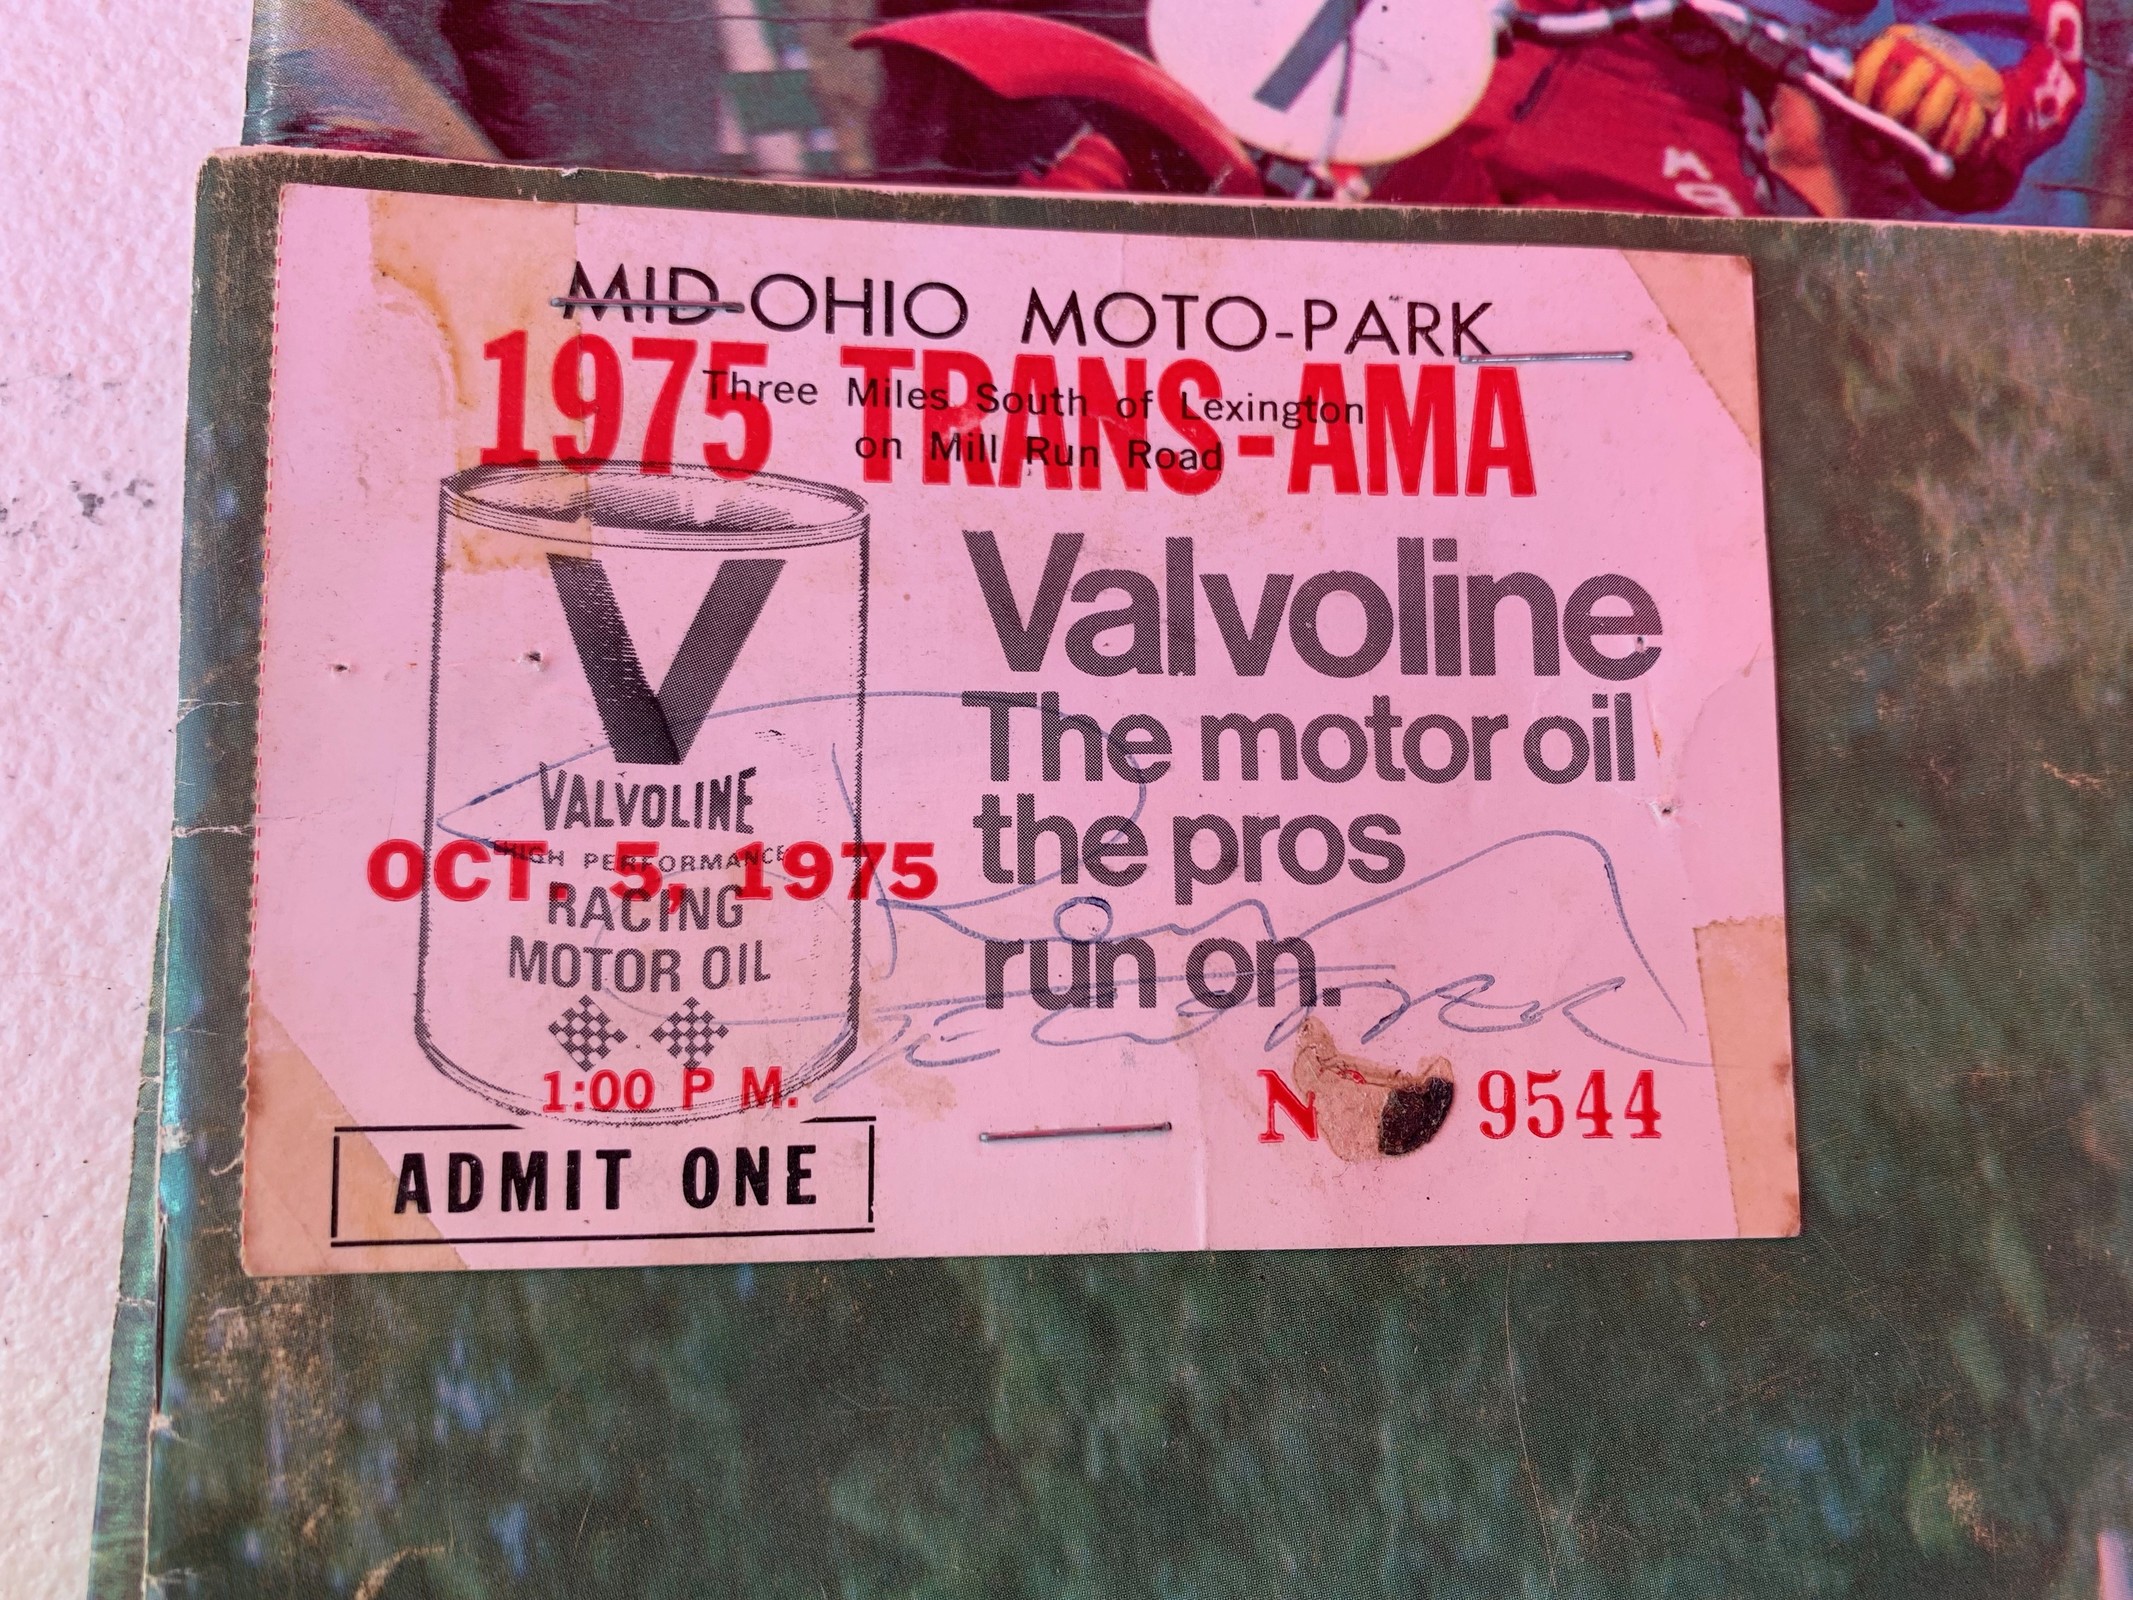 MID-OHIO MOTO-PARK
1975 TRANS-AMA
Three Miles South of Lexington
on Mill Run Road
V
VALVOLINE
HIGH PERFORMANCE
RACING
MOTOR OIL
Valvoline
The motor oil
the pros
run on.
OCT. 5, 1975
1:00 P M.
ADMIT ONE
N 9544